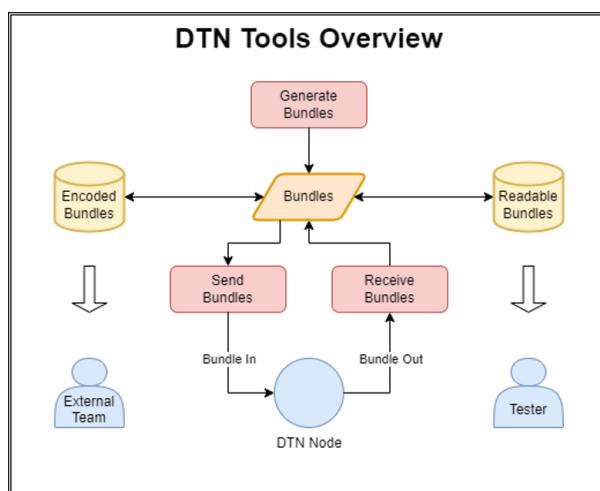 DTN Tools Overview
Generate
Bundles
Encoded
Bundles
Bundles
Readable
Bundles
Send
Bundles
Receive
Bundles
Bundle In
Bundle Out
External
Team
DTN Node
Tester